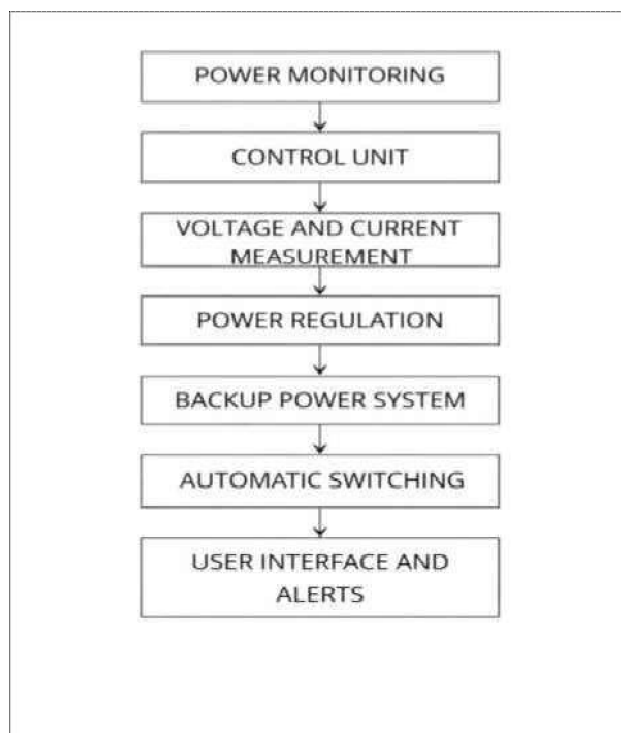 POWER MONITORING
CONTROL UNIT
VOLTAGE AND CURRENT
MEASUREMENT
POWER REGULATION
BACKUP POWER SYSTEM
AUTOMATIC SWITCHING
USER INTERFACE AND
ALERTS